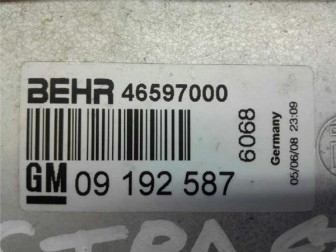 BEHR 46597000
6068
Germany
05/06/08 23:09
GM 09 192 587